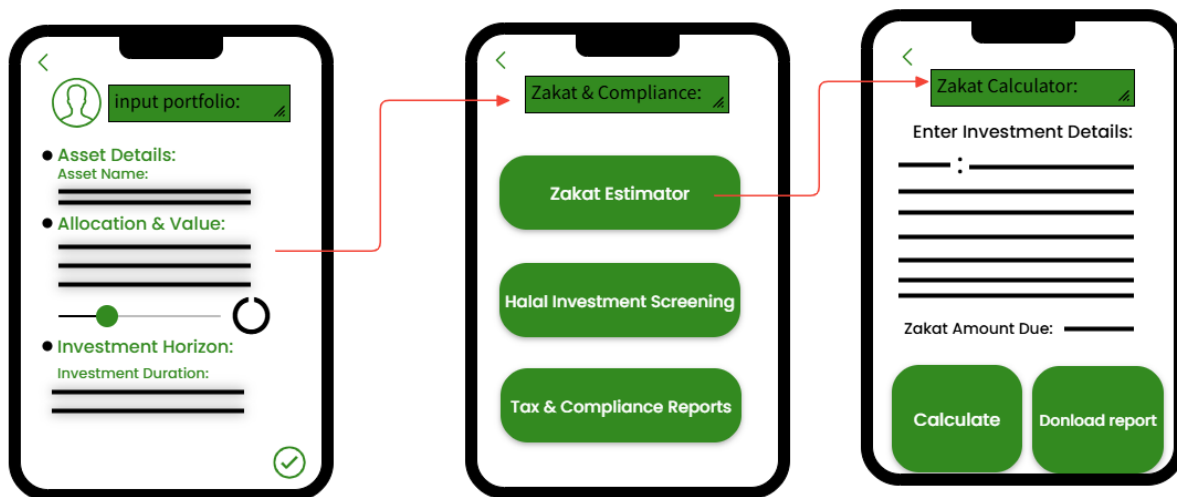 input portfolio:
Asset Details:
Asset Name:
Allocation & Value:
Investment Horizon:
Investment Duration:
Zakat & Compliance:
Zakat Estimator
Halal Investment Screening
Tax & Compliance Reports
Zakat Calculator:
Enter Investment Details:
:
Zakat Amount Due:
Calculate
Donload report